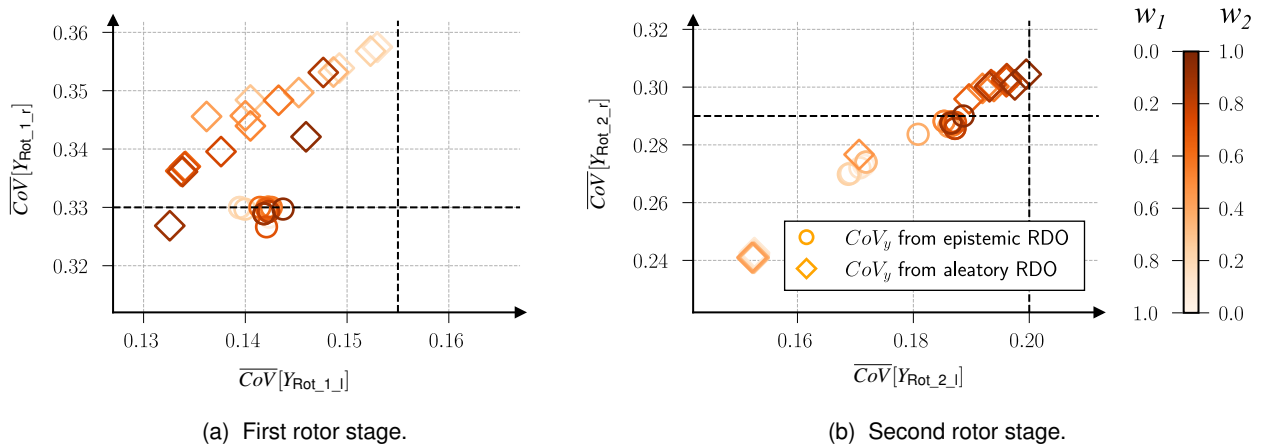 0.36
0.35
0.34
0.33
0.32
0.13
0.14
0.15
0.16
CoV[Y_Rot_1_r]
CoV[Y_Rot_1_l]
(a) First rotor stage.
0.32
0.30
0.28
0.26
0.24
0.16
0.18
0.20
CoV[Y_Rot_2_r]
CoV[Y_Rot_2_l]
CoV_y from epistemic RDO
CoV_y from aleatory RDO
(b) Second rotor stage.
w_1 w_2
0.0 1.0
0.2 0.8
0.4 0.6
0.6 0.4
0.8 0.2
1.0 0.0